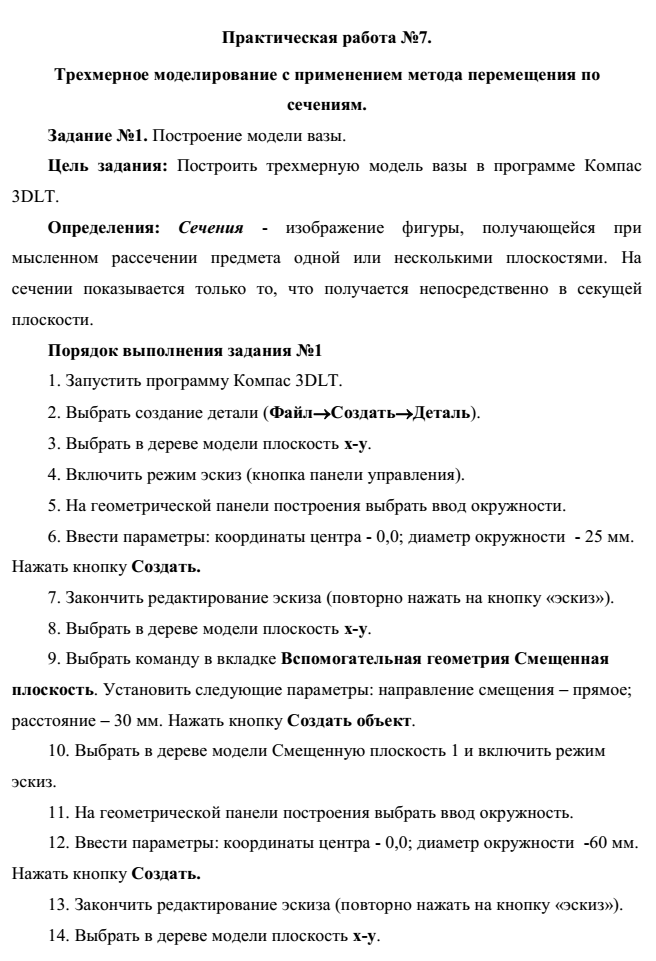 Практическая работа №7.
Трехмерное моделирование с применением метода перемещения по
сечениям.
Задание №1. Построение модели вазы.
Цель задания: Построить трехмерную модель вазы в программе Компас
3DLT.
Определения: Сечения - изображение фигуры, получающейся при
мысленном рассечении предмета одной или несколькими плоскостями. На
сечении показывается только то, что получается непосредственно в секущей
плоскости.
Порядок выполнения задания №1
1. Запустить программу Компас 3DLT.
2. Выбрать создание детали (Файл→Создать→Деталь).
3. Выбрать в дереве модели плоскость x-y.
4. Включить режим эскиз (кнопка панели управления).
5. На геометрической панели построения выбрать ввод окружности.
6. Ввести параметры: координаты центра - 0,0; диаметр окружности - 25 мм.
Нажать кнопку Создать.
7. Закончить редактирование эскиза (повторно нажать на кнопку «эскиз»).
8. Выбрать в дереве модели плоскость x-y.
9. Выбрать команду в вкладке Вспомогательная геометрия Смещенная
плоскость. Установить следующие параметры: направление смещения – прямое;
расстояние – 30 мм. Нажать кнопку Создать объект.
10. Выбрать в дереве модели Смещенную плоскость 1 и включить режим
эскиз.
11. На геометрической панели построения выбрать ввод окружность.
12. Ввести параметры: координаты центра - 0,0; диаметр окружности -60 мм.
Нажать кнопку Создать.
13. Закончить редактирование эскиза (повторно нажать на кнопку «эскиз»).
14. Выбрать в дереве модели плоскость x-y.